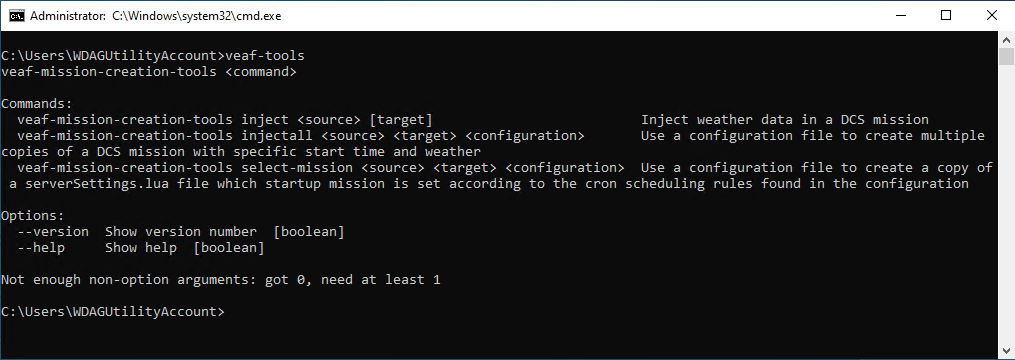 Administrator: C:\Windows\system32\cmd.exe
C:\Users\WDAGUtilityAccount>veaf-tools
veaf-mission-creation-tools <command>
Commands:
  veaf-mission-creation-tools inject <source> [target]                          Inject weather data in a DCS mission
  veaf-mission-creation-tools injectall <source> <target> <configuration>       Use a configuration file to create multiple
copies of a DCS mission with specific start time and weather
  veaf-mission-creation-tools select-mission <source> <target> <configuration>  Use a configuration file to create a copy of
 a serverSettings.lua file which startup mission is set according to the cron scheduling rules found in the configuration
Options:
  --version  Show version number  [boolean]
  --help     Show help  [boolean]
Not enough non-option arguments: got 0, need at least 1
C:\Users\WDAGUtilityAccount>